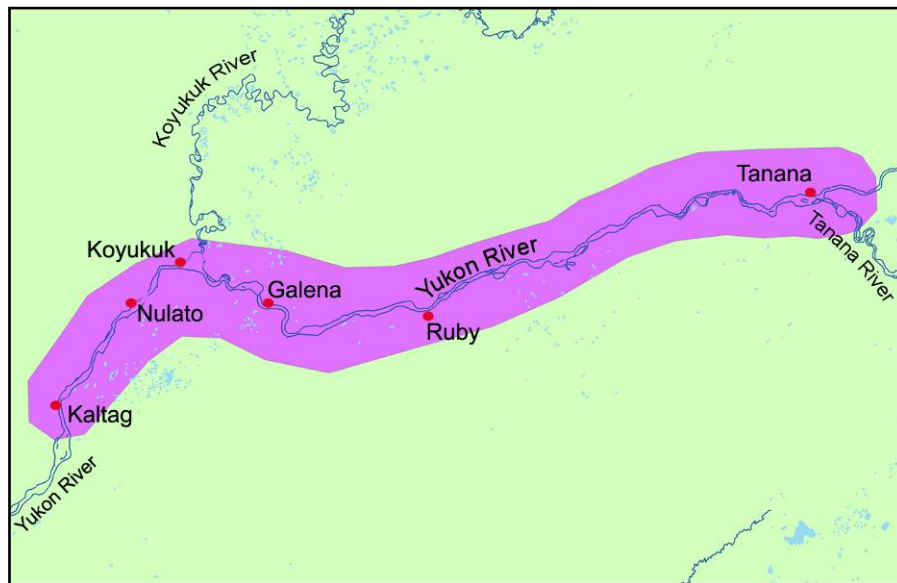 Koyukuk River
Tanana
Tanana River
Koyukuk
Yukon River
Galena
Nulato
Ruby
Kaltag
Yukon River